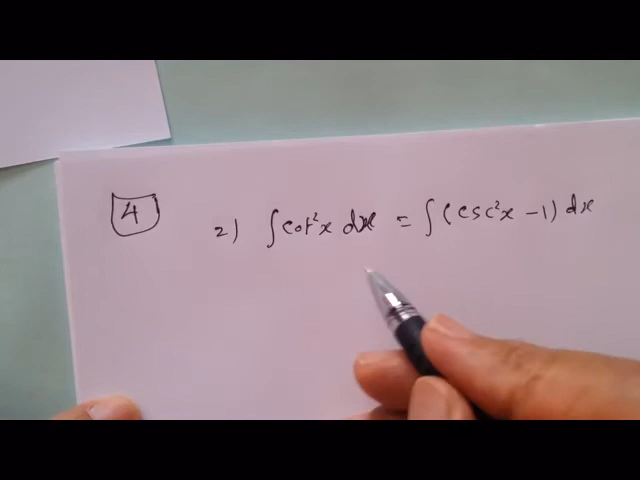 4
2) ∫cot²x dx = ∫(csc²x - 1) dx